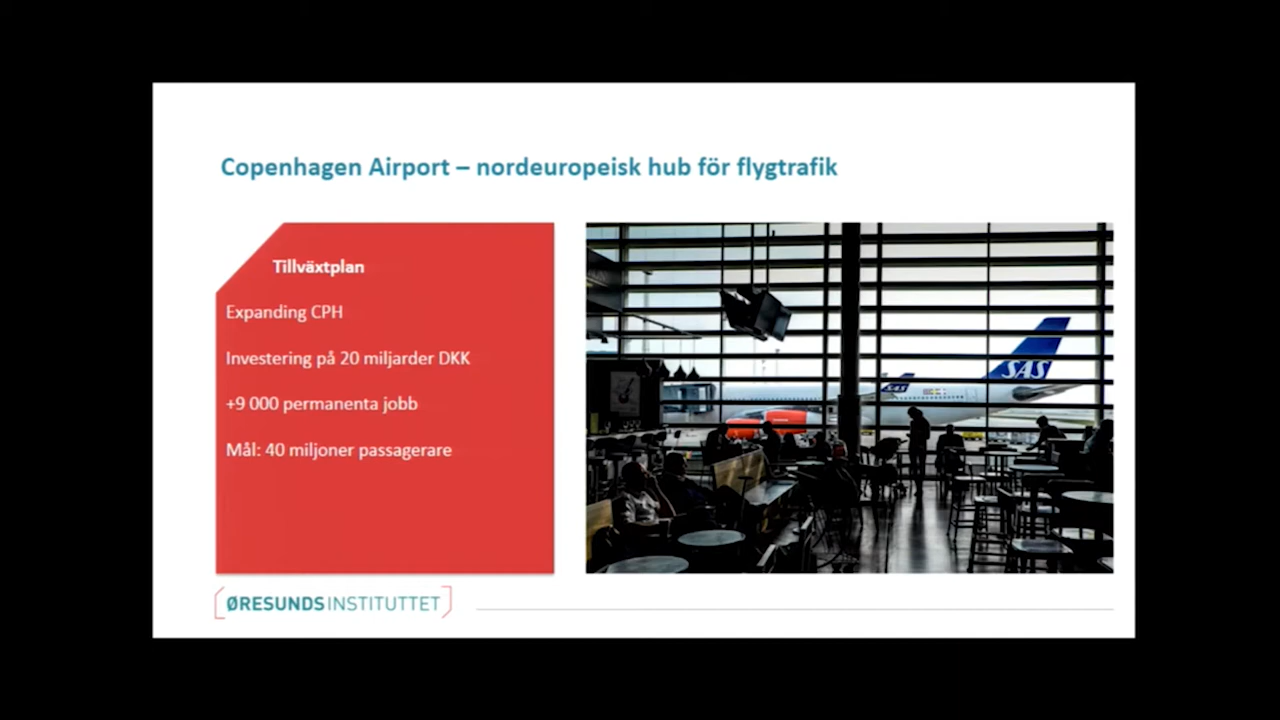 Copenhagen Airport – nordeuropeisk hub för flygtrafik
Tillväxtplan
Expanding CPH
Investering på 20 miljarder DKK
+9 000 permanenta jobb
Mål: 40 miljoner passagerare
SAS
SAS
ØRESUNDSINSTITUTTET